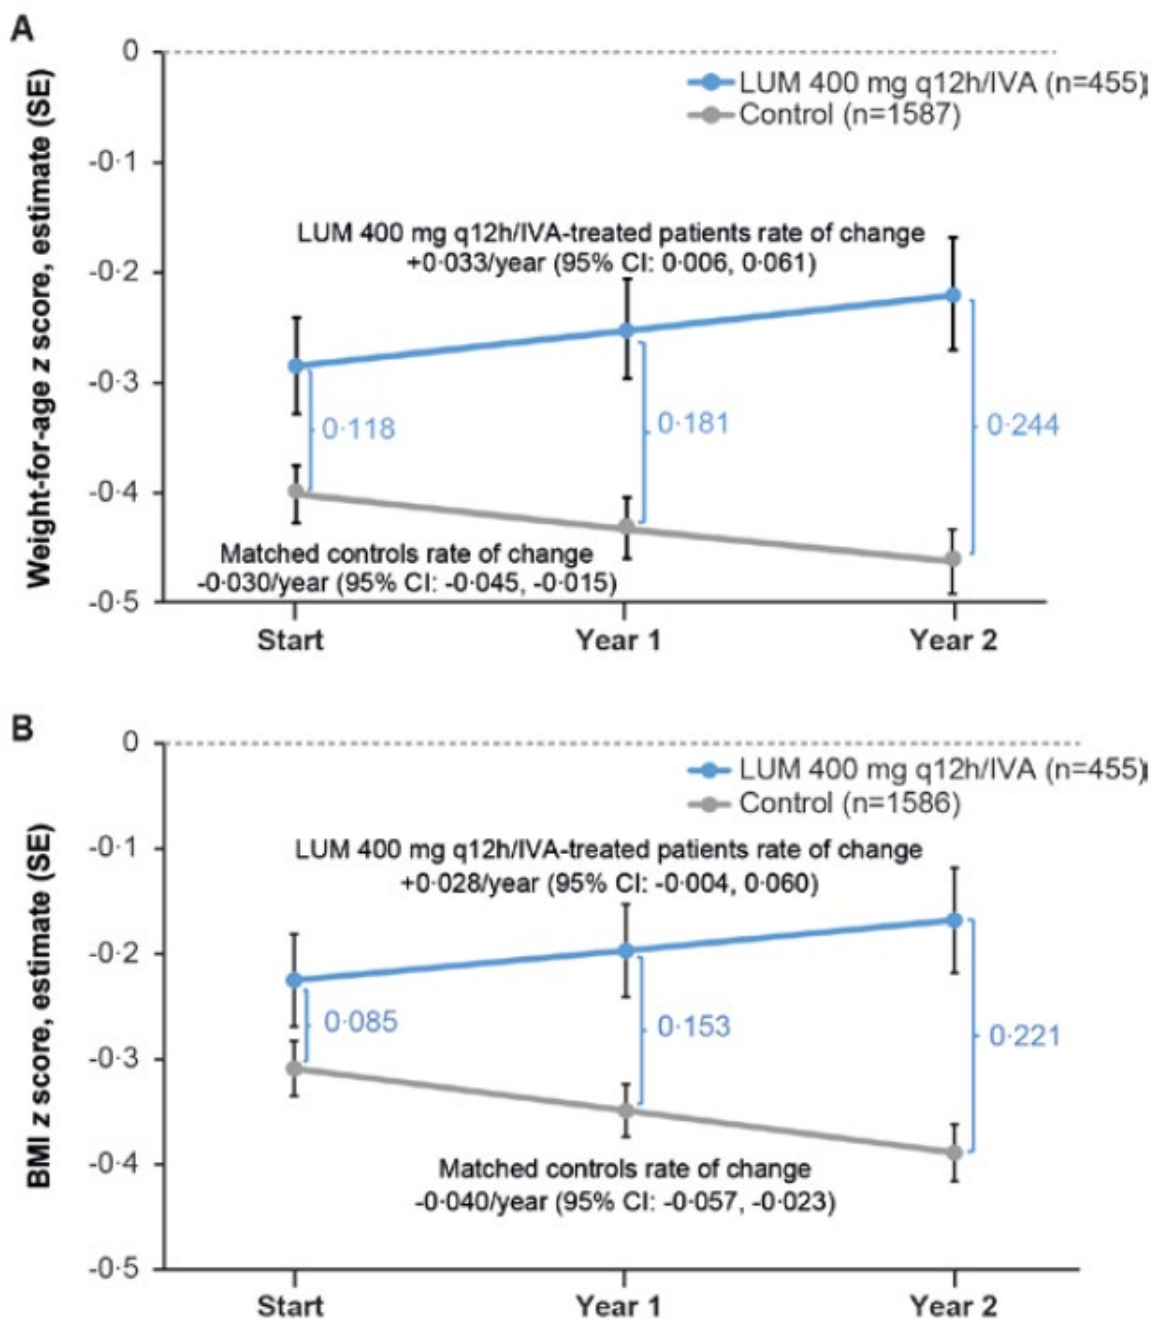 A
Weight-for-age z score, estimate (SE)
0
-0·1
-0·2
-0·3
-0·4
-0·5
LUM 400 mg q12h/IVA (n=455)
Control (n=1587)
LUM 400 mg q12h/IVA-treated patients rate of change
+0·033/year (95% CI: 0·006, 0·061)
0·118
0·181
0·244
Matched controls rate of change
-0·030/year (95% CI: -0·045, -0·015)
Start
Year 1
Year 2
B
BMI z score, estimate (SE)
0
-0·1
-0·2
-0·3
-0·4
-0·5
LUM 400 mg q12h/IVA (n=455)
Control (n=1586)
LUM 400 mg q12h/IVA-treated patients rate of change
+0·028/year (95% CI: -0·004, 0·060)
0·085
0·153
0·221
Matched controls rate of change
-0·040/year (95% CI: -0·057, -0·023)
Start
Year 1
Year 2